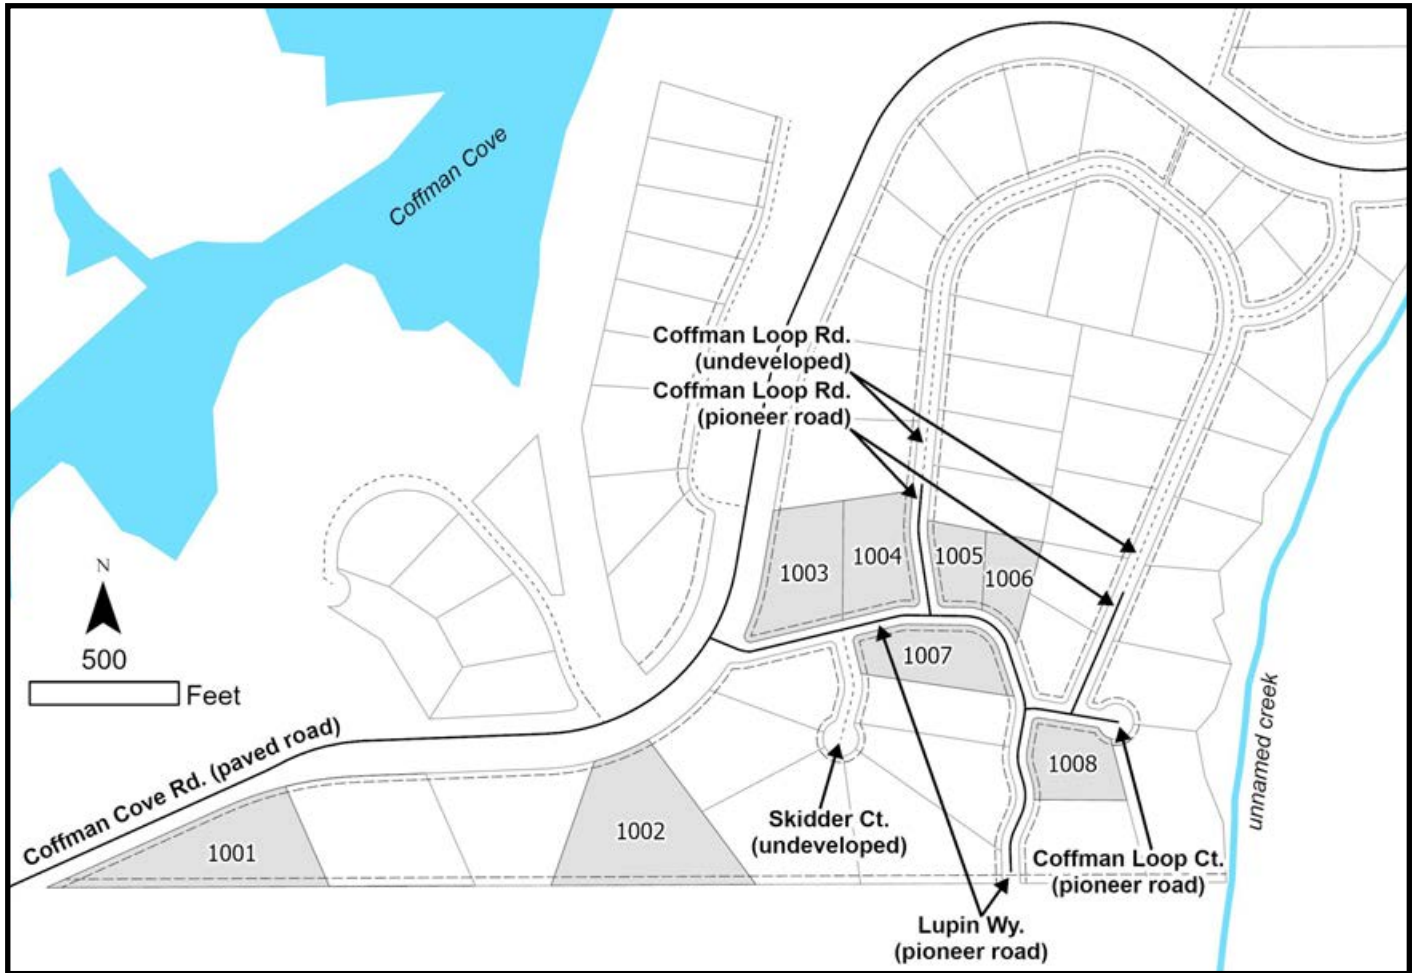 Coffman Cove
Coffman Loop Rd.
(undeveloped)
Coffman Loop Rd.
(pioneer road)
N
500
Feet
1003
1004
1005
1006
1007
1008
unnamed creek
Coffman Cove Rd. (paved road)
1001
1002
Skidder Ct.
(undeveloped)
Coffman Loop Ct.
(pioneer road)
Lupin Wy.
(pioneer road)